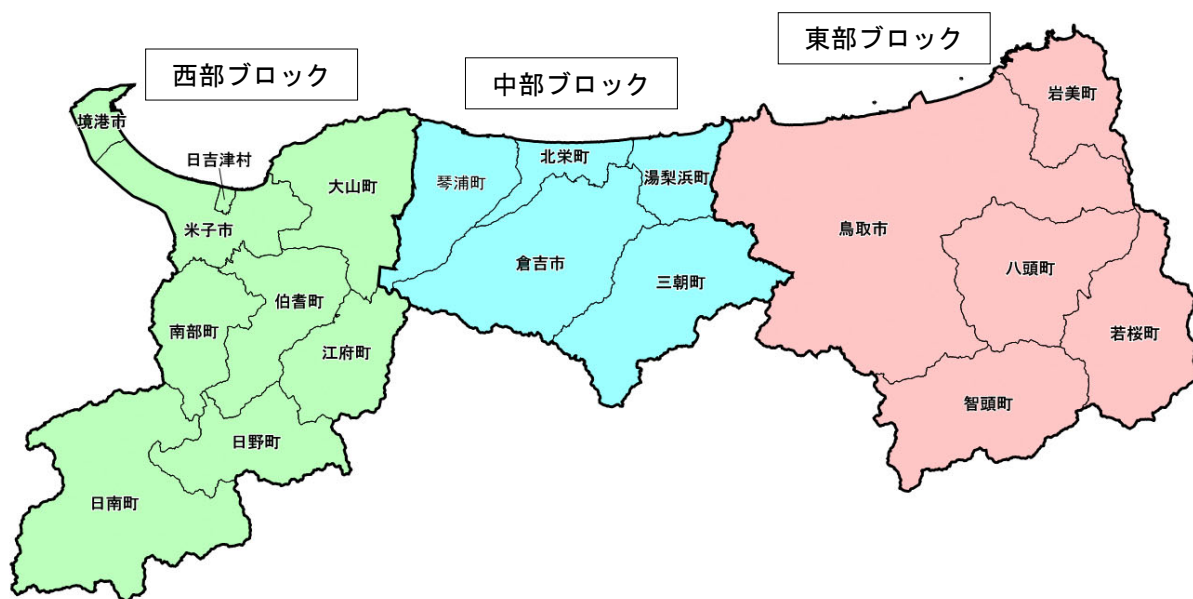 西部ブロック
中部ブロック
東部ブロック
境港市
日吉津村
大山町
米子市
伯耆町
南部町
江府町
日野町
日南町
琴浦町
北栄町
湯梨浜町
倉吉市
三朝町
岩美町
鳥取市
八頭町
若桜町
智頭町